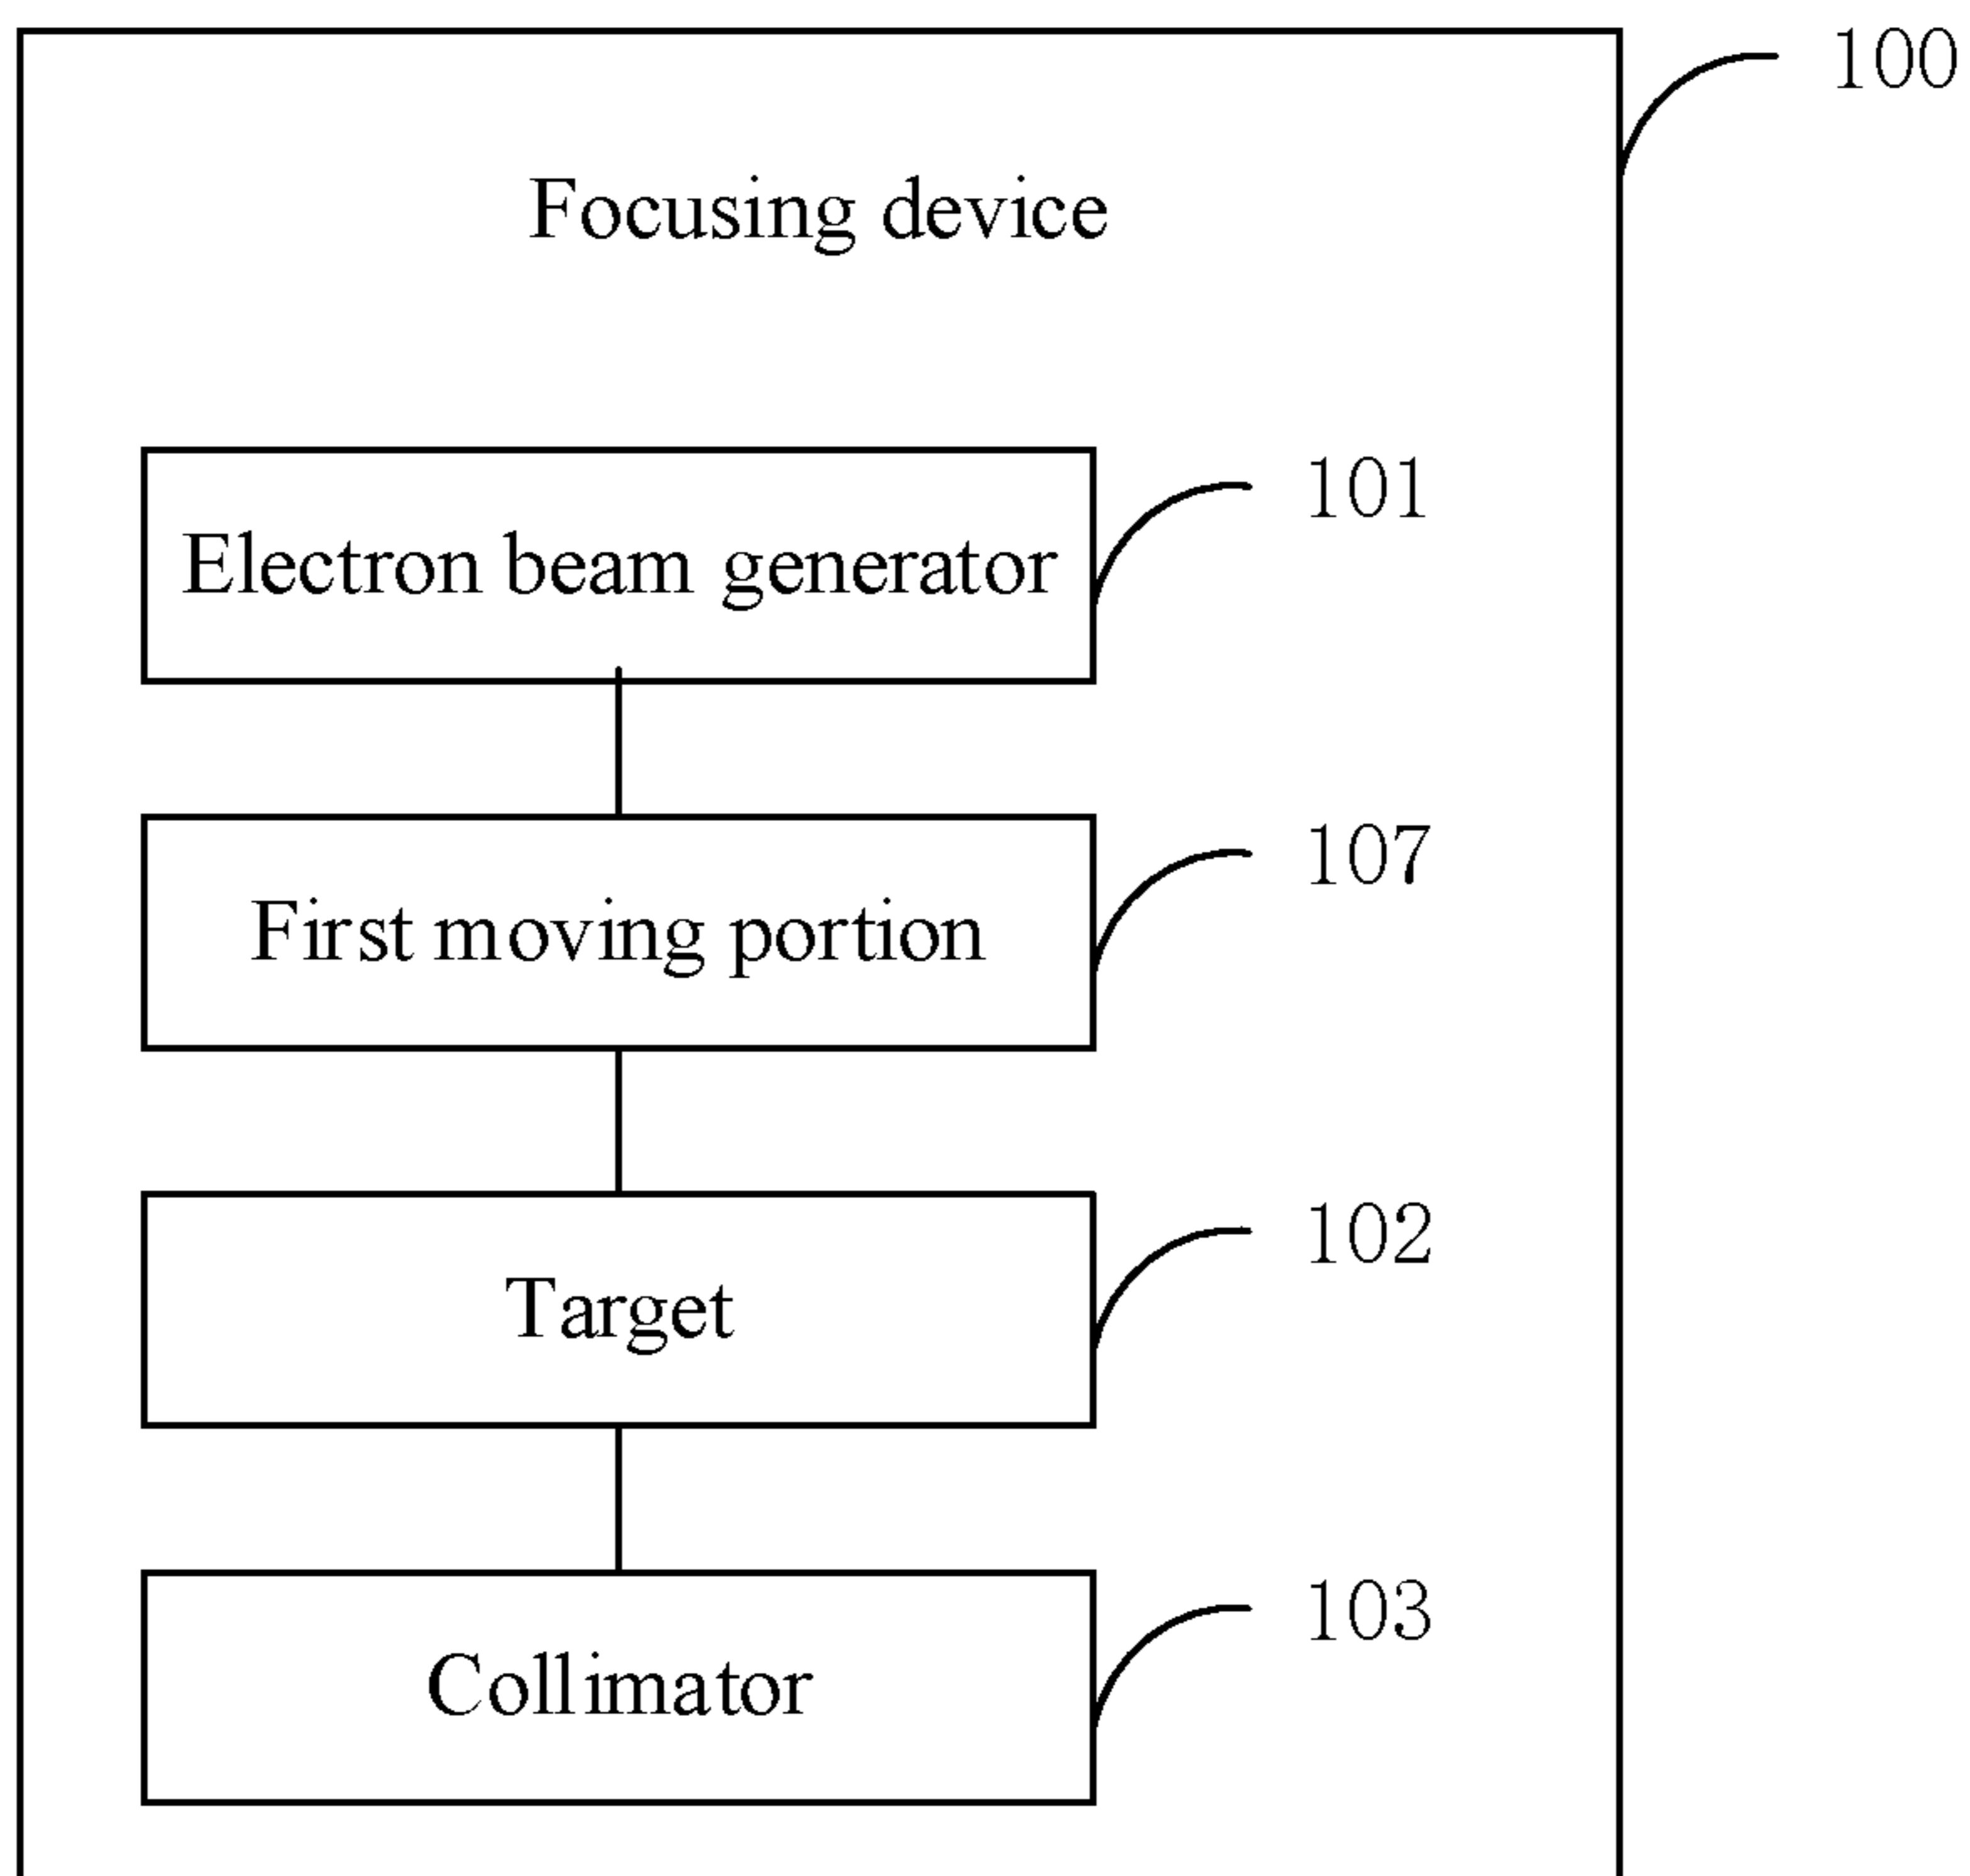 100
Focusing device
101
Electron beam generator
107
First moving portion
102
Target
103
Collimator